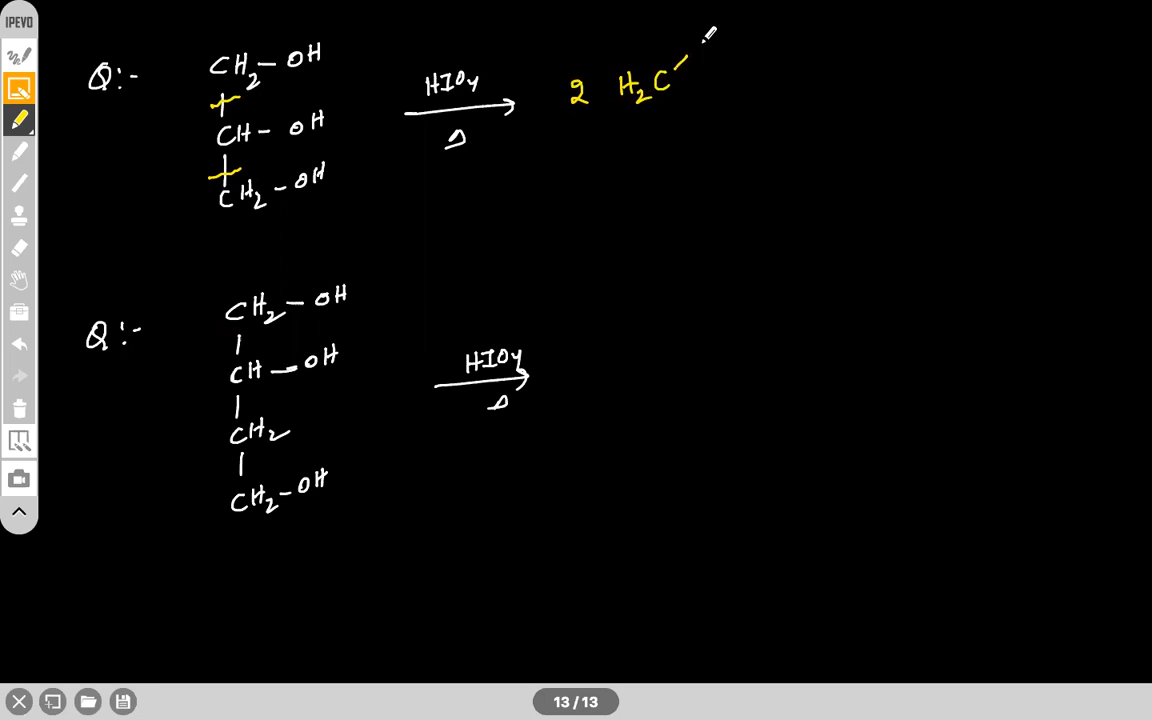 IPEVO
Q:- CH2 - OH
CH - OH
CH2 - OH
HIO4
Δ
2 H2C
Q:- CH2 - OH
CH - OH
CH2
CH2 - OH
HIO4
Δ
13 / 13